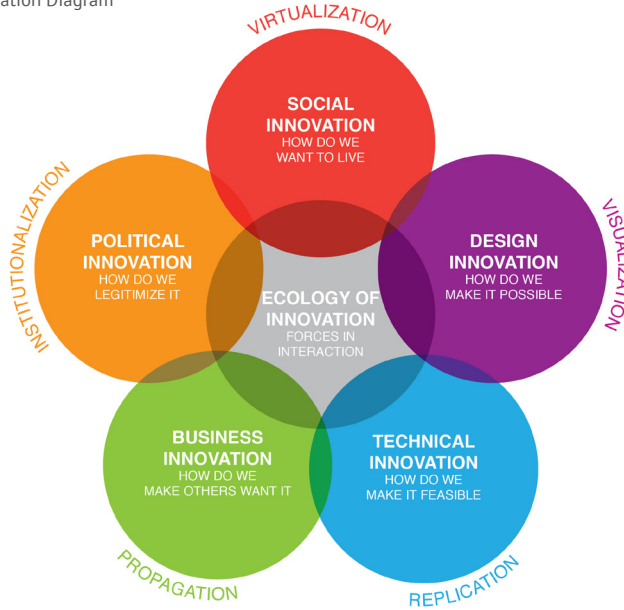 ation Diagram
VIRTUALIZATION
SOCIAL
INNOVATION
HOW DO WE
WANT TO LIVE
INSTITUTIONALIZATION
POLITICAL
INNOVATION
HOW DO WE
LEGITIMIZE IT
DESIGN
INNOVATION
HOW DO WE
MAKE IT POSSIBLE
VISUALIZATION
ECOLOGY OF
INNOVATION
FORCES IN
INTERACTION
BUSINESS
INNOVATION
HOW DO WE
MAKE OTHERS WANT IT
TECHNICAL
INNOVATION
HOW DO WE
MAKE IT FEASIBLE
PROPAGATION
REPLICATION